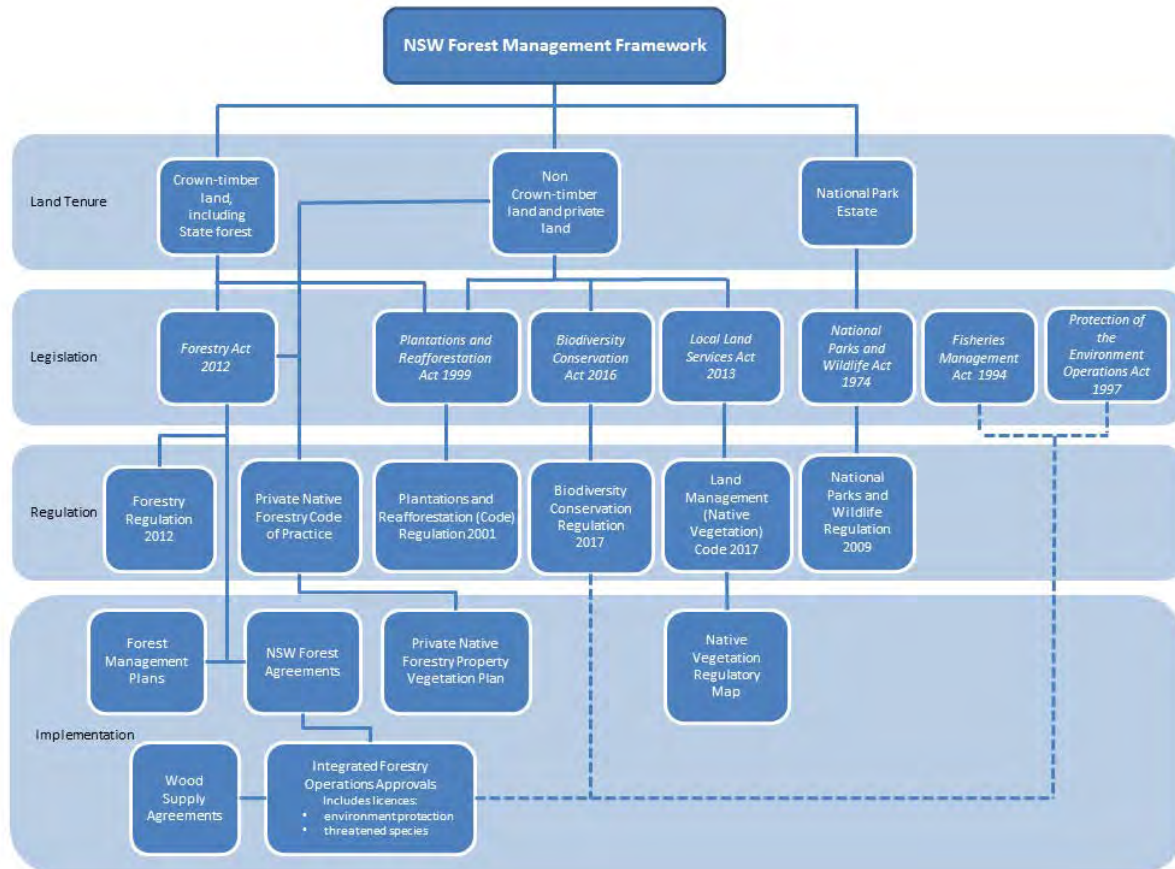 NSW Forest Management Framework
Land Tenure
Crown-timber
land,
including
State forest
Non
Crown-timber
land and private
land
National Park
Estate
Legislation
Forestry Act
2012
Plantations and
Reafforestation
Act 1999
Biodiversity
Conservation
Act 2016
Local Land
Services Act
2013
National
Parks and
Wildlife Act
1974
Fisheries
Management
Act 1994
Protection of
the
Environment
Operations Act
1997
Regulation
Forestry
Regulation
2012
Private Native
Forestry Code
of Practice
Plantations and
Reafforestation (Code)
Regulation 2001
Biodiversity
Conservation
Regulation
2017
Land
Management
(Native
Vegetation)
Code 2017
National
Parks and
Wildlife
Regulation
2009
Implementation
Forest
Management
Plans
NSW Forest
Agreements
Private Native
Forestry Property
Vegetation Plan
Native
Vegetation
Regulatory
Map
Wood
Supply
Agreements
Integrated Forestry
Operations Approvals
Includes licences:
• environment protection
• threatened species